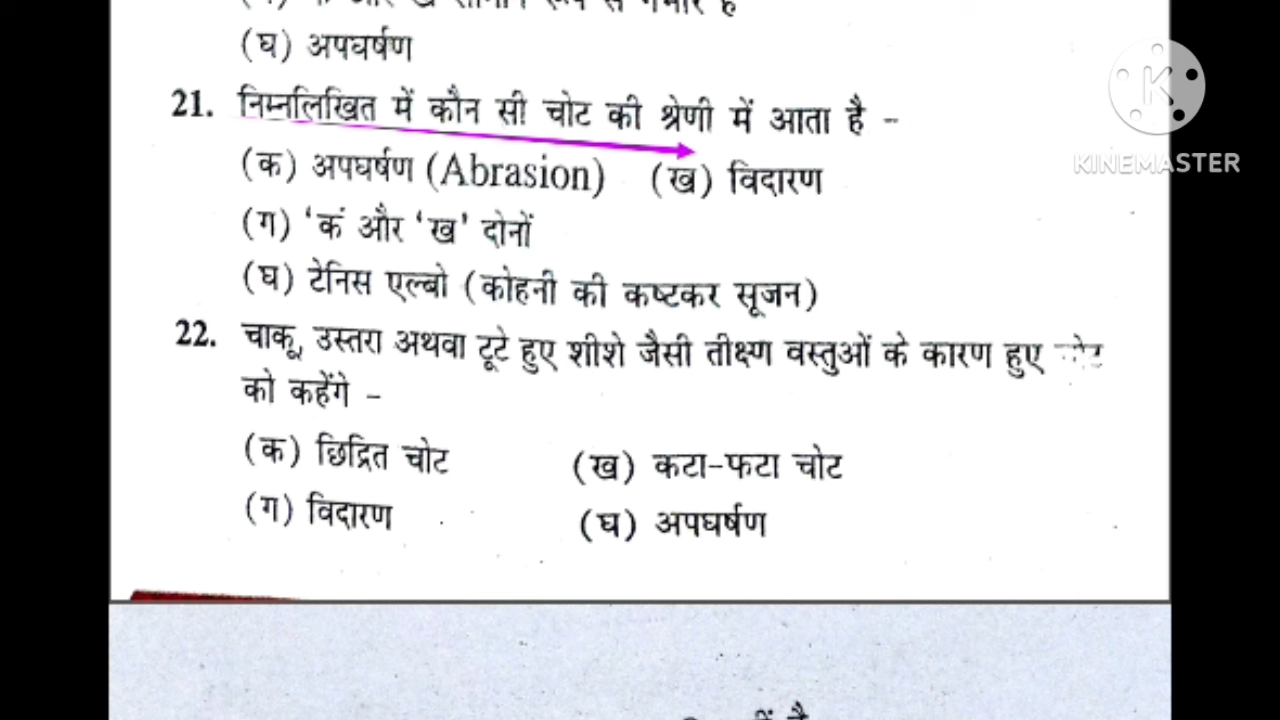 (घ) अपघर्षण
21. निम्नलिखित में कौन सी चोट की श्रेणी में आता है -
(क) अपघर्षण (Abrasion) (ख) विदारण
(ग) 'कं और 'ख' दोनों
(घ) टेनिस एल्बो (कोहनी की कष्टकर सूजन)
22. चाकू, उस्तरा अथवा टूटे हुए शीशे जैसी तीक्ष्ण वस्तुओं के कारण हुए
को कहेंगे -
(क) छिद्रित चोट (ख) कटा-फटा चोट
(ग) विदारण (घ) अपघर्षण
K
KINEMASTER